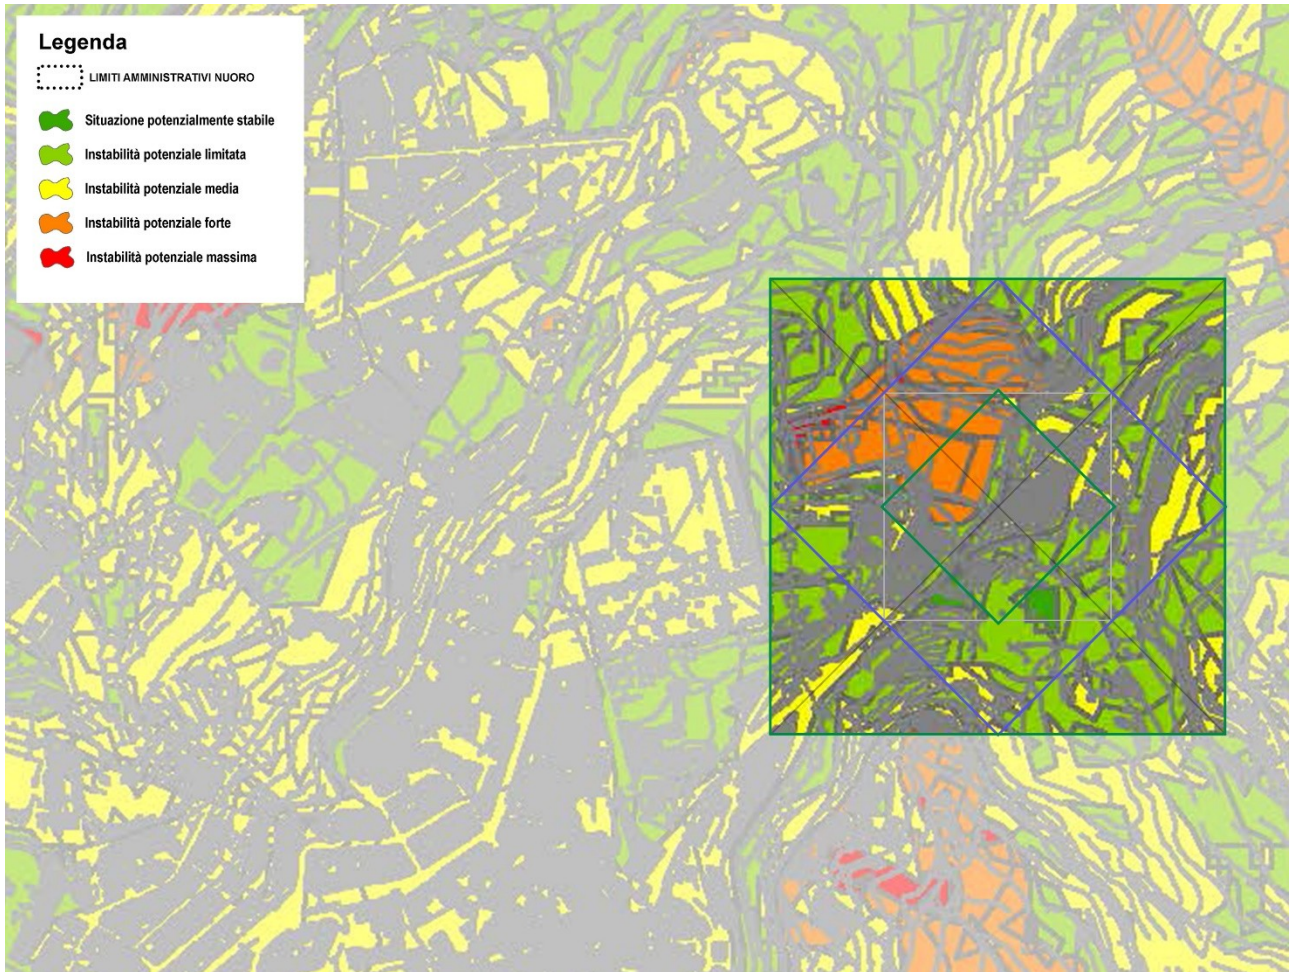 Legenda
LIMITI AMMINISTRATIVI NUORO
Situazione potenzialmente stabile
Instabilità potenziale limitata
Instabilità potenziale media
Instabilità potenziale forte
Instabilità potenziale massima